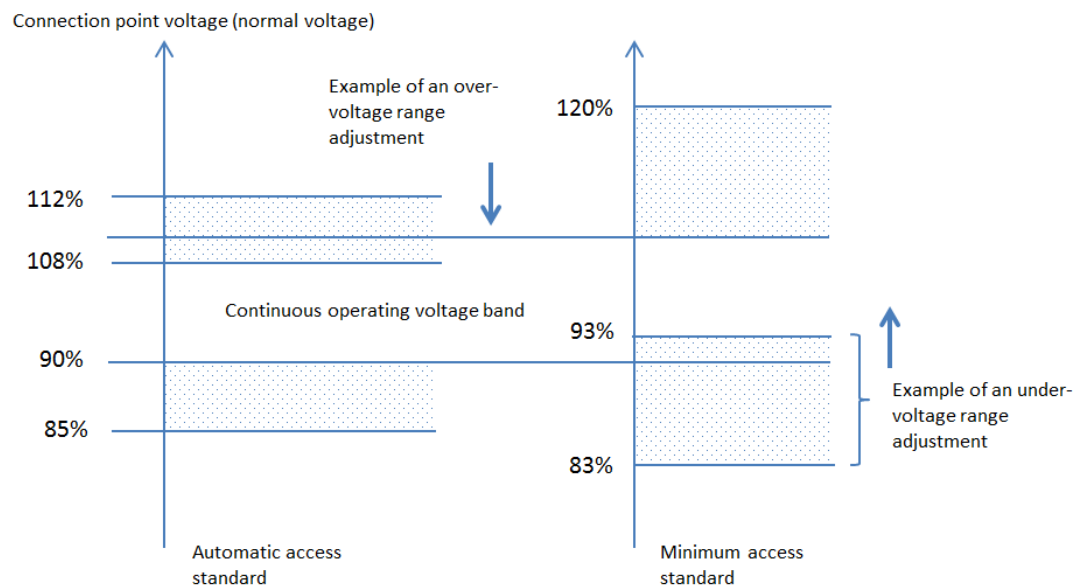 Connection point voltage (normal voltage)
Example of an over-
voltage range
adjustment
120%
112%
108%
Continuous operating voltage band
93%
90%
Example of an under-
voltage range
adjustment
85%
83%
Automatic access
standard
Minimum access
standard